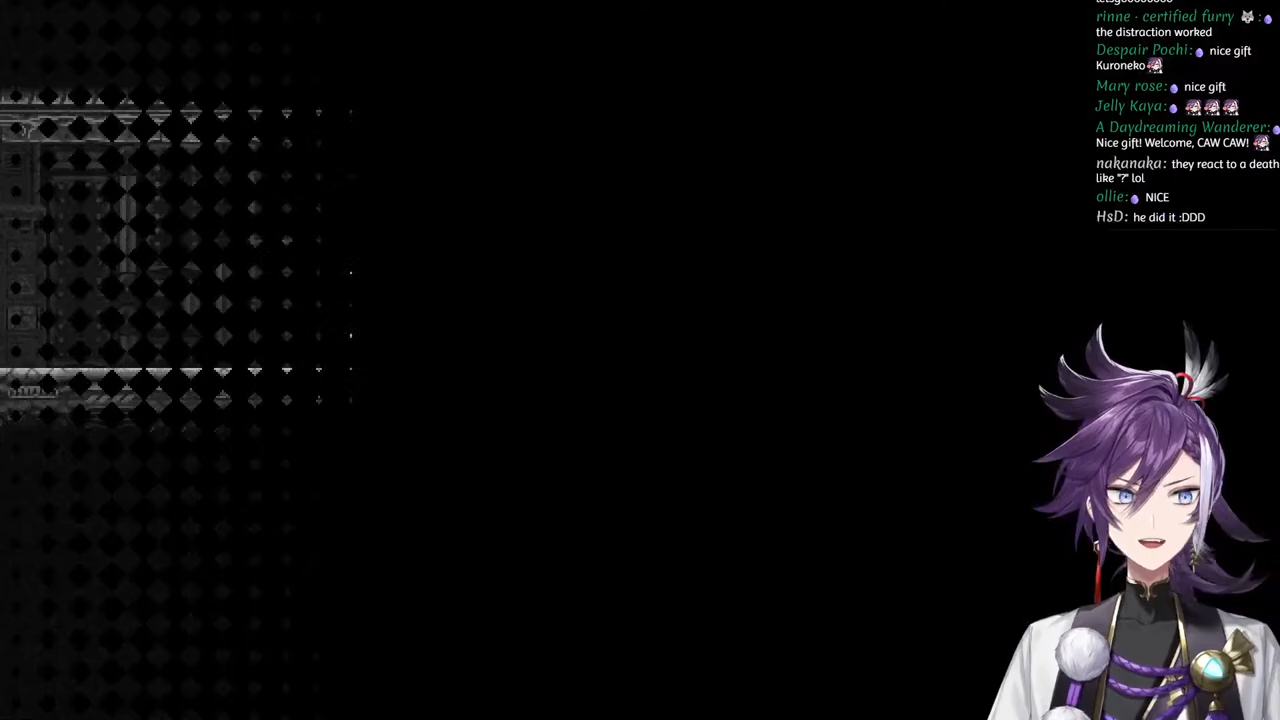 rinne · certified furry :
the distraction worked
Despair Pochi: nice gift
Kuroneko
Mary rose: nice gift
Jelly Kaya:
A Daydreaming Wanderer:
Nice gift! Welcome, CAW CAW!
nakanaka: they react to a death
like "?" lol
ollie: NICE
HsD: he did it :DDD